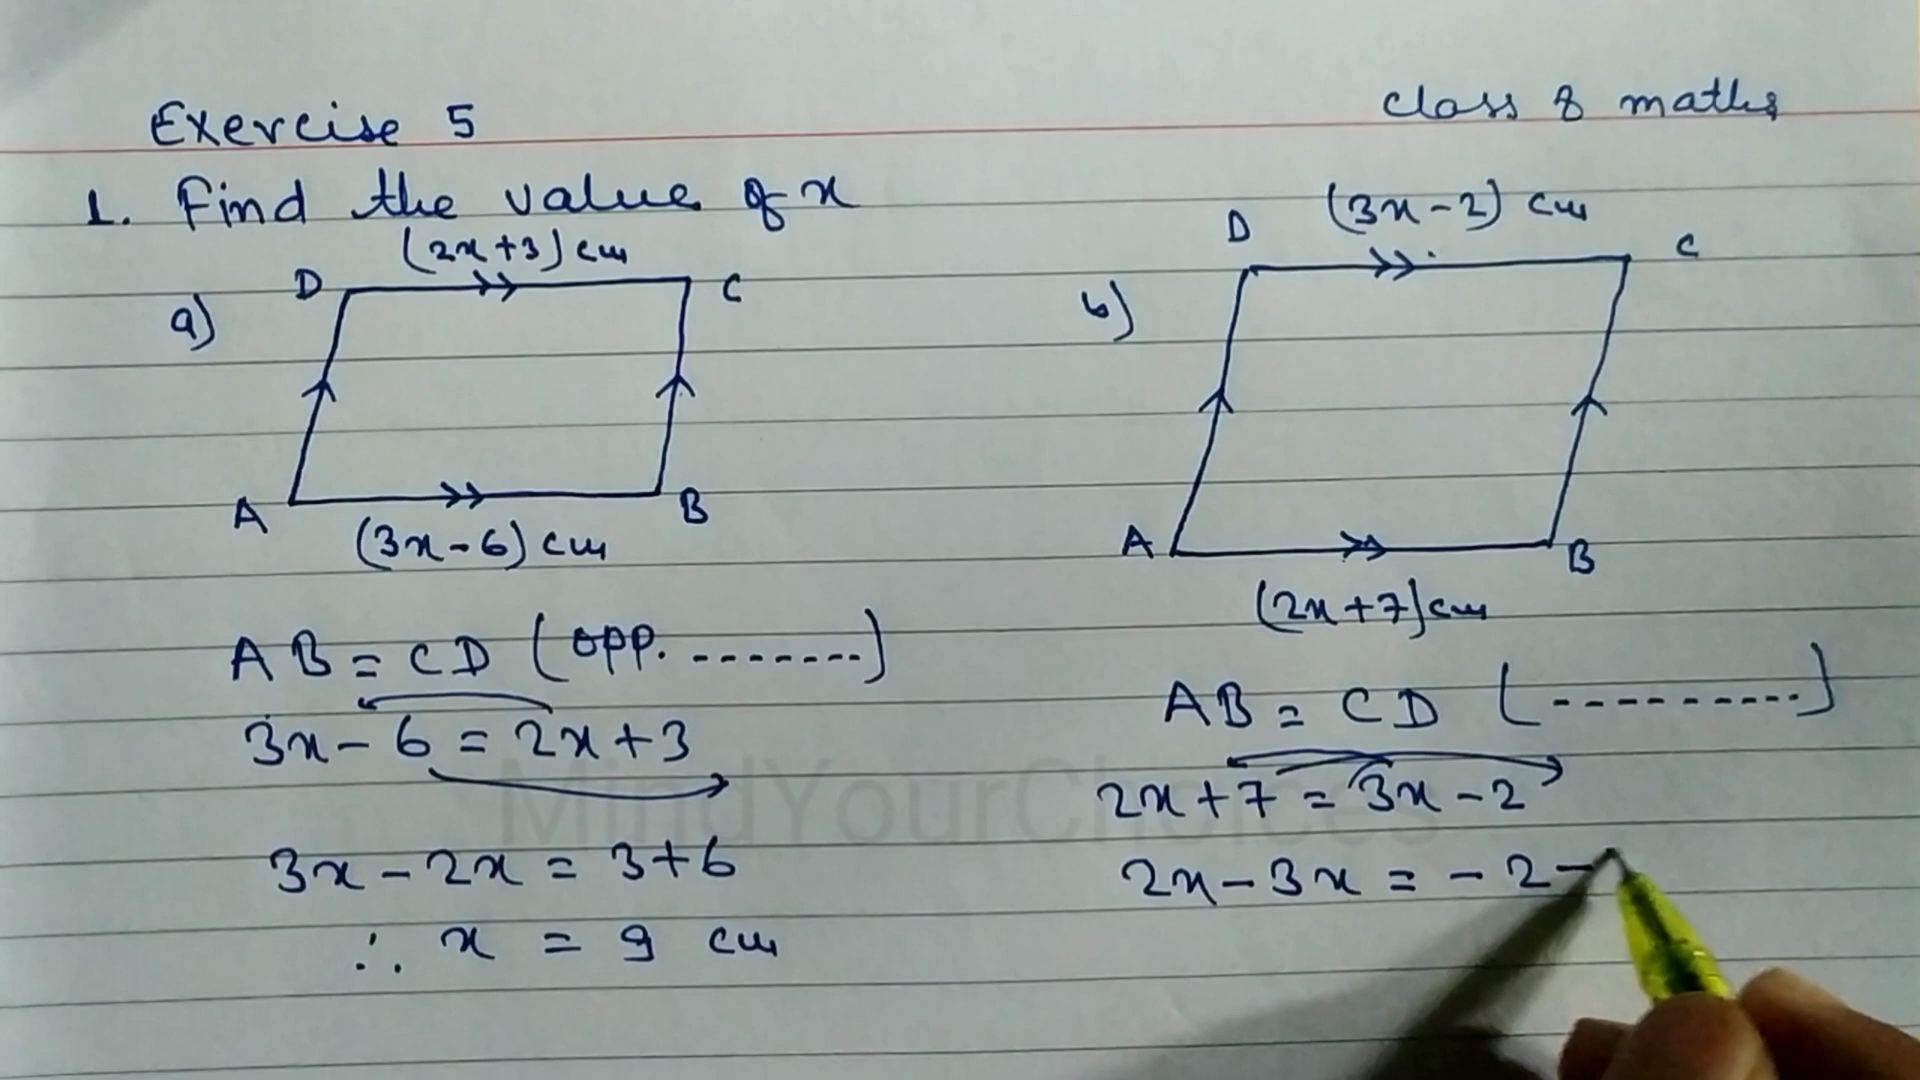 Exercise 5
class 8 maths
1. Find the value of x
a)
D (2x+3) cm C
A (3x-6) cm B
AB = CD (opp. --------)
3x - 6 = 2x + 3
3x - 2x = 3+6
∴ x = 9 cm
b)
D (3x-2) cm C
A (2x+7) cm B
AB = CD (----------)
2x+7 = 3x-2
2x-3x = -2-
MindYourChoices